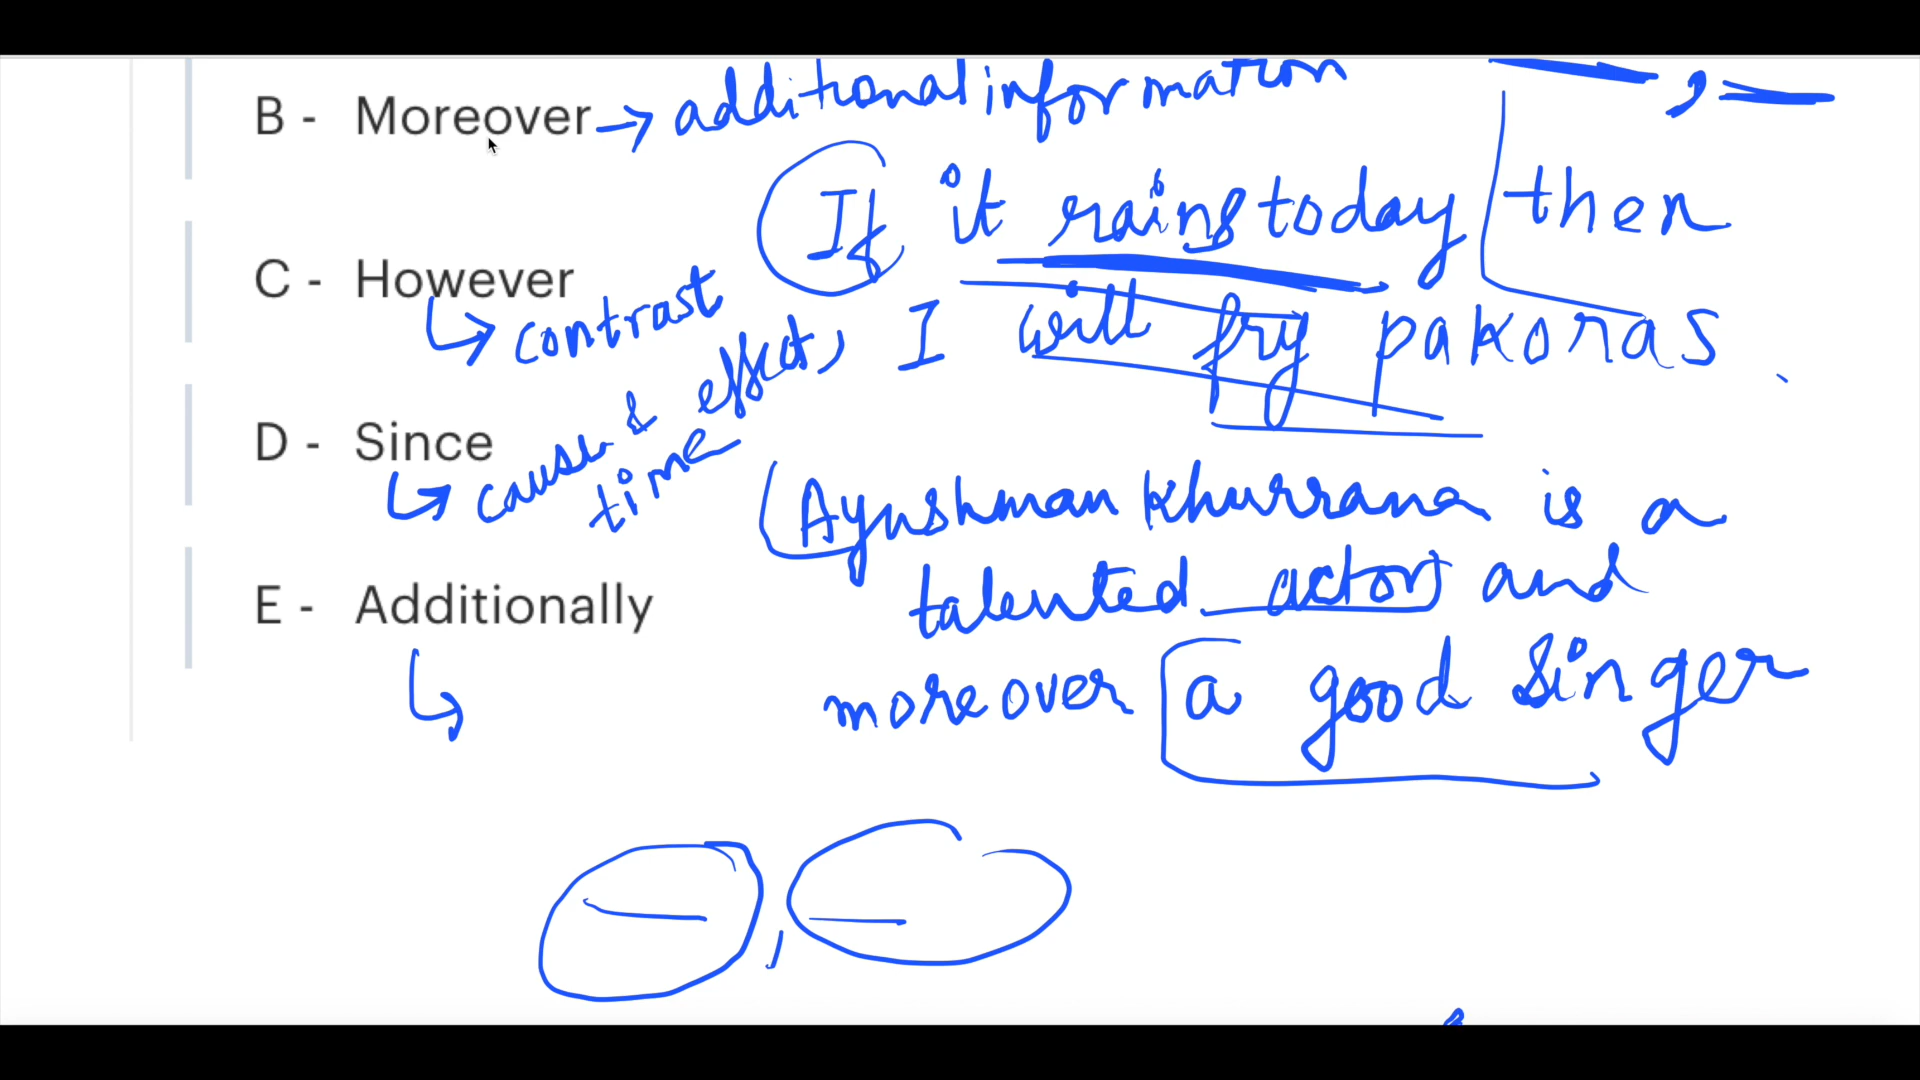 B - Moreover → additional information , 
If it rains today then
C - However
contrast
I will fry pakoras.
D - Since
cause & effect,
time
Ayushman Khurrana is a
talented actor and
E - Additionally
moreover a good singer
,